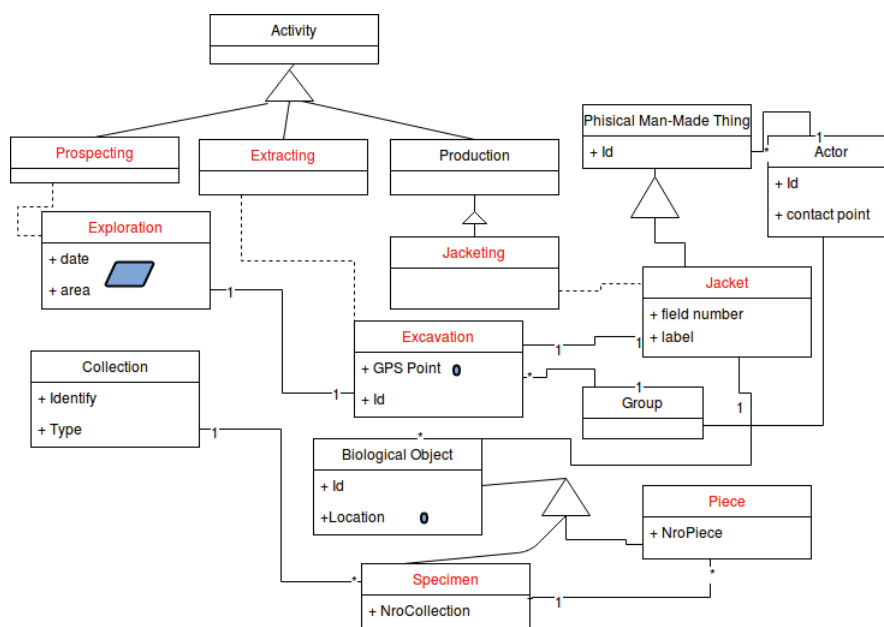 Activity
Phisical Man-Made Thing
+ Id
1
*
Actor
+ Id
+ contact point
Prospecting
Extracting
Production
Exploration
+ date
+ area
1
Jacketing
Jacket
+ field number
+ label
Excavation
+ GPS Point
+ Id
1
1
1
*
1
Group
1
Collection
+ Identify
+ Type
1
*
Biological Object
+ Id
+Location
Piece
+ NroPiece
*
*
Specimen
+ NroCollection
1